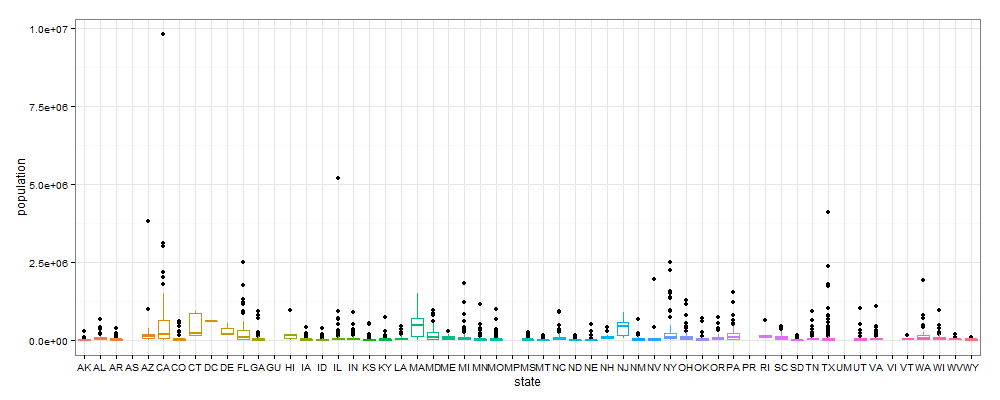 1.0e+07
7.5e+06
5.0e+06
2.5e+06
0.0e+00
population
AK AL AR AS AZ CA CO CT DC DE FL GA GU HI IA ID IL IN KS KY LA MA MD ME MI MN MO MP MS MT NC ND NE NH NJ NM NV NY OH OK OR PA PR RI SC SD TN TX UM UT VA VI VT WA WI WV WY
state